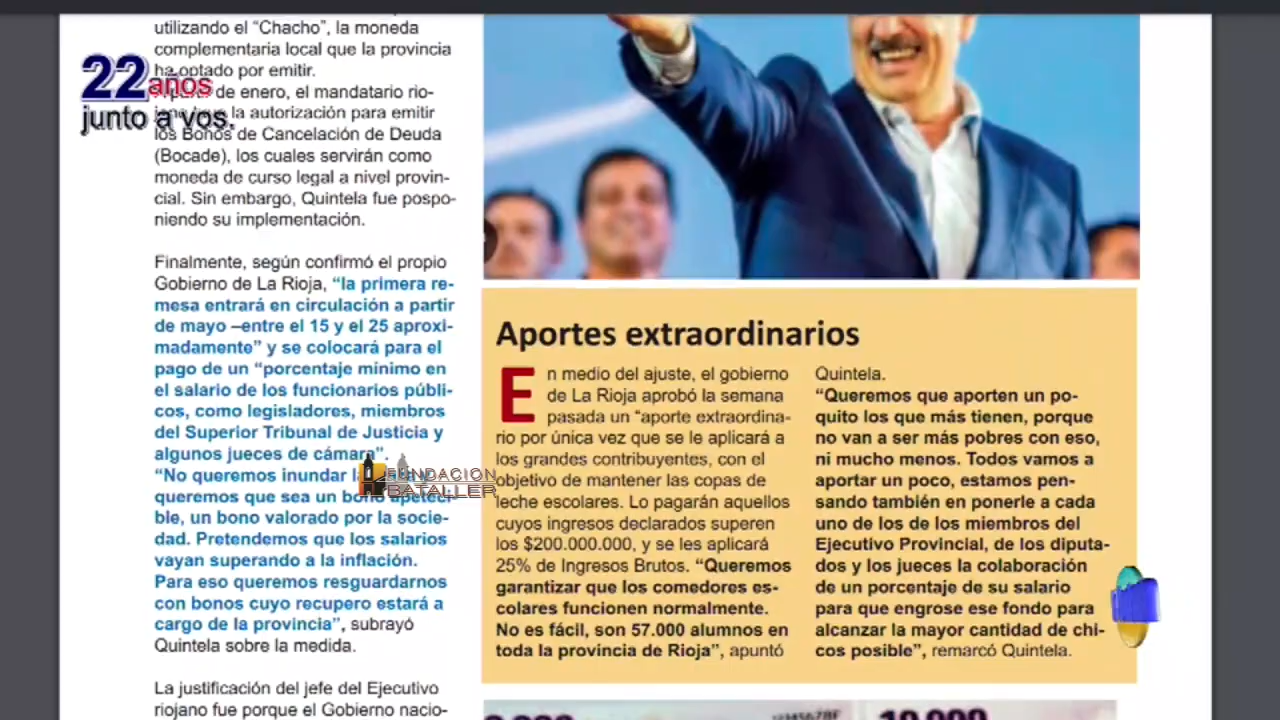 utilizando el “Chacho”, la moneda
complementaria local que la provincia
ha optado por emitir.
de enero, el mandatario rio-
la autorización para emitir
los Bonos de Cancelación de Deuda
(Bocade), los cuales servirán como
moneda de curso legal a nivel provin-
cial. Sin embargo, Quintela fue pospo-
niendo su implementación.
Finalmente, según confirmó el propio
Gobierno de La Rioja, “la primera re-
mesa entrará en circulación a partir
de mayo –entre el 15 y el 25 aproxi-
madamente” y se colocará para el
pago de un “porcentaje mínimo en
el salario de los funcionarios públi-
cos, como legisladores, miembros
del Superior Tribunal de Justicia y
algunos jueces de cámara”.
“No queremos inundar
queremos que sea un bono apeteci-
ble, un bono valorado por la socie-
dad. Pretendemos que los salarios
vayan superando a la inflación.
Para eso queremos resguardarnos
con bonos cuyo recupero estará a
cargo de la provincia”, subrayó
Quintela sobre la medida.
La justificación del jefe del Ejecutivo
riojano fue porque el Gobierno nacio-
22 años
junto a vos.
FUNDACION
BATALLER
Aportes extraordinarios
En medio del ajuste, el gobierno
de La Rioja aprobó la semana
pasada un “aporte extraordina-
rio por única vez que se le aplicará a
los grandes contribuyentes, con el
objetivo de mantener las copas de
leche escolares. Lo pagarán aquellos
cuyos ingresos declarados superen
los $200.000.000, y se les aplicará
25% de Ingresos Brutos. “Queremos
garantizar que los comedores es-
colares funcionen normalmente.
No es fácil, son 57.000 alumnos en
toda la provincia de Rioja”, apuntó
Quintela.
“Queremos que aporten un po-
quito los que más tienen, porque
no van a ser más pobres con eso,
ni mucho menos. Todos vamos a
aportar un poco, estamos pen-
sando también en ponerle a cada
uno de los de los miembros del
Ejecutivo Provincial, de los diputa-
dos y los jueces la colaboración
de un porcentaje de su salario
para que engrose ese fondo para
alcanzar la mayor cantidad de chi-
cos posible”, remarcó Quintela.